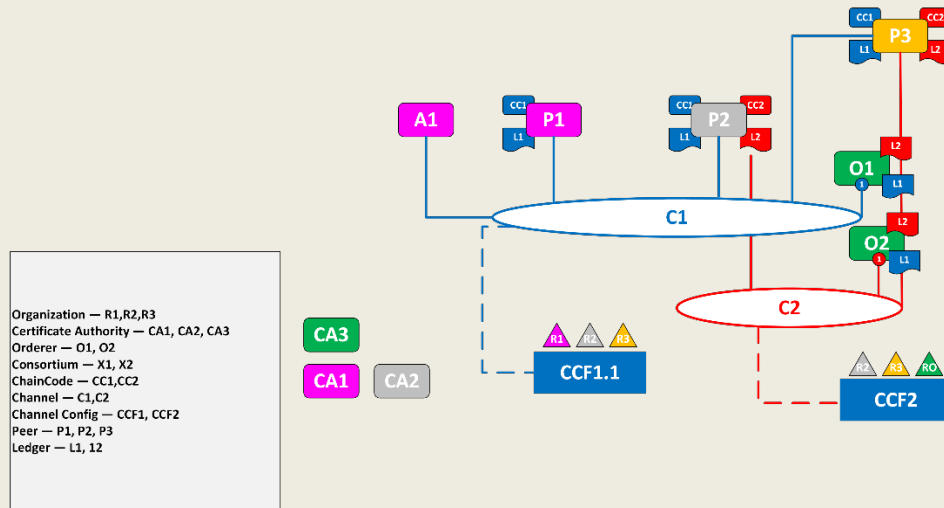 CC1
CC2
P3
L1
L2
A1
CC1
P1
L1
CC1
CC2
P2
L1
L2
L2
O1
L1
1
C1
L2
O2
L1
1
C2
Organization — R1,R2,R3
Certificate Authority — CA1, CA2, CA3
Orderer — O1, O2
Consortium — X1, X2
ChainCode — CC1,CC2
Channel — C1,C2
Channel Config — CCF1, CCF2
Peer — P1, P2, P3
Ledger — L1, 12
CA3
CA1
CA2
R1
R2
R3
CCF1.1
R2
R3
RO
CCF2